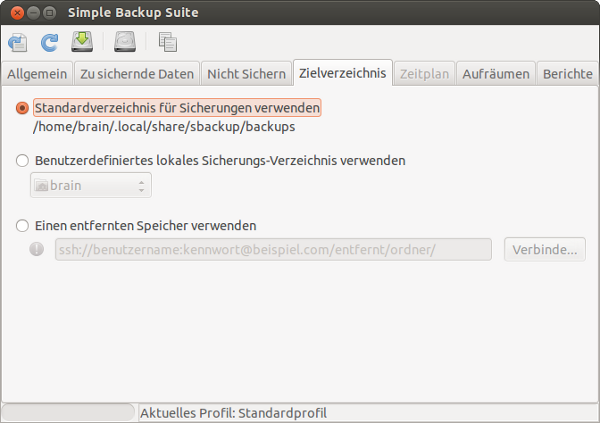 Simple Backup Suite
Allgemein Zu sichernde Daten Nicht Sichern Zielverzeichnis Zeitplan Aufräumen Berichte
Standardverzeichnis für Sicherungen verwenden
/home/brain/.local/share/sbackup/backups
Benutzerdefiniertes lokales Sicherungs-Verzeichnis verwenden
brain
Einen entfernten Speicher verwenden
ssh://benutzername:kennwort@beispiel.com/entfernt/ordner/ Verbinde...
Aktuelles Profil: Standardprofil